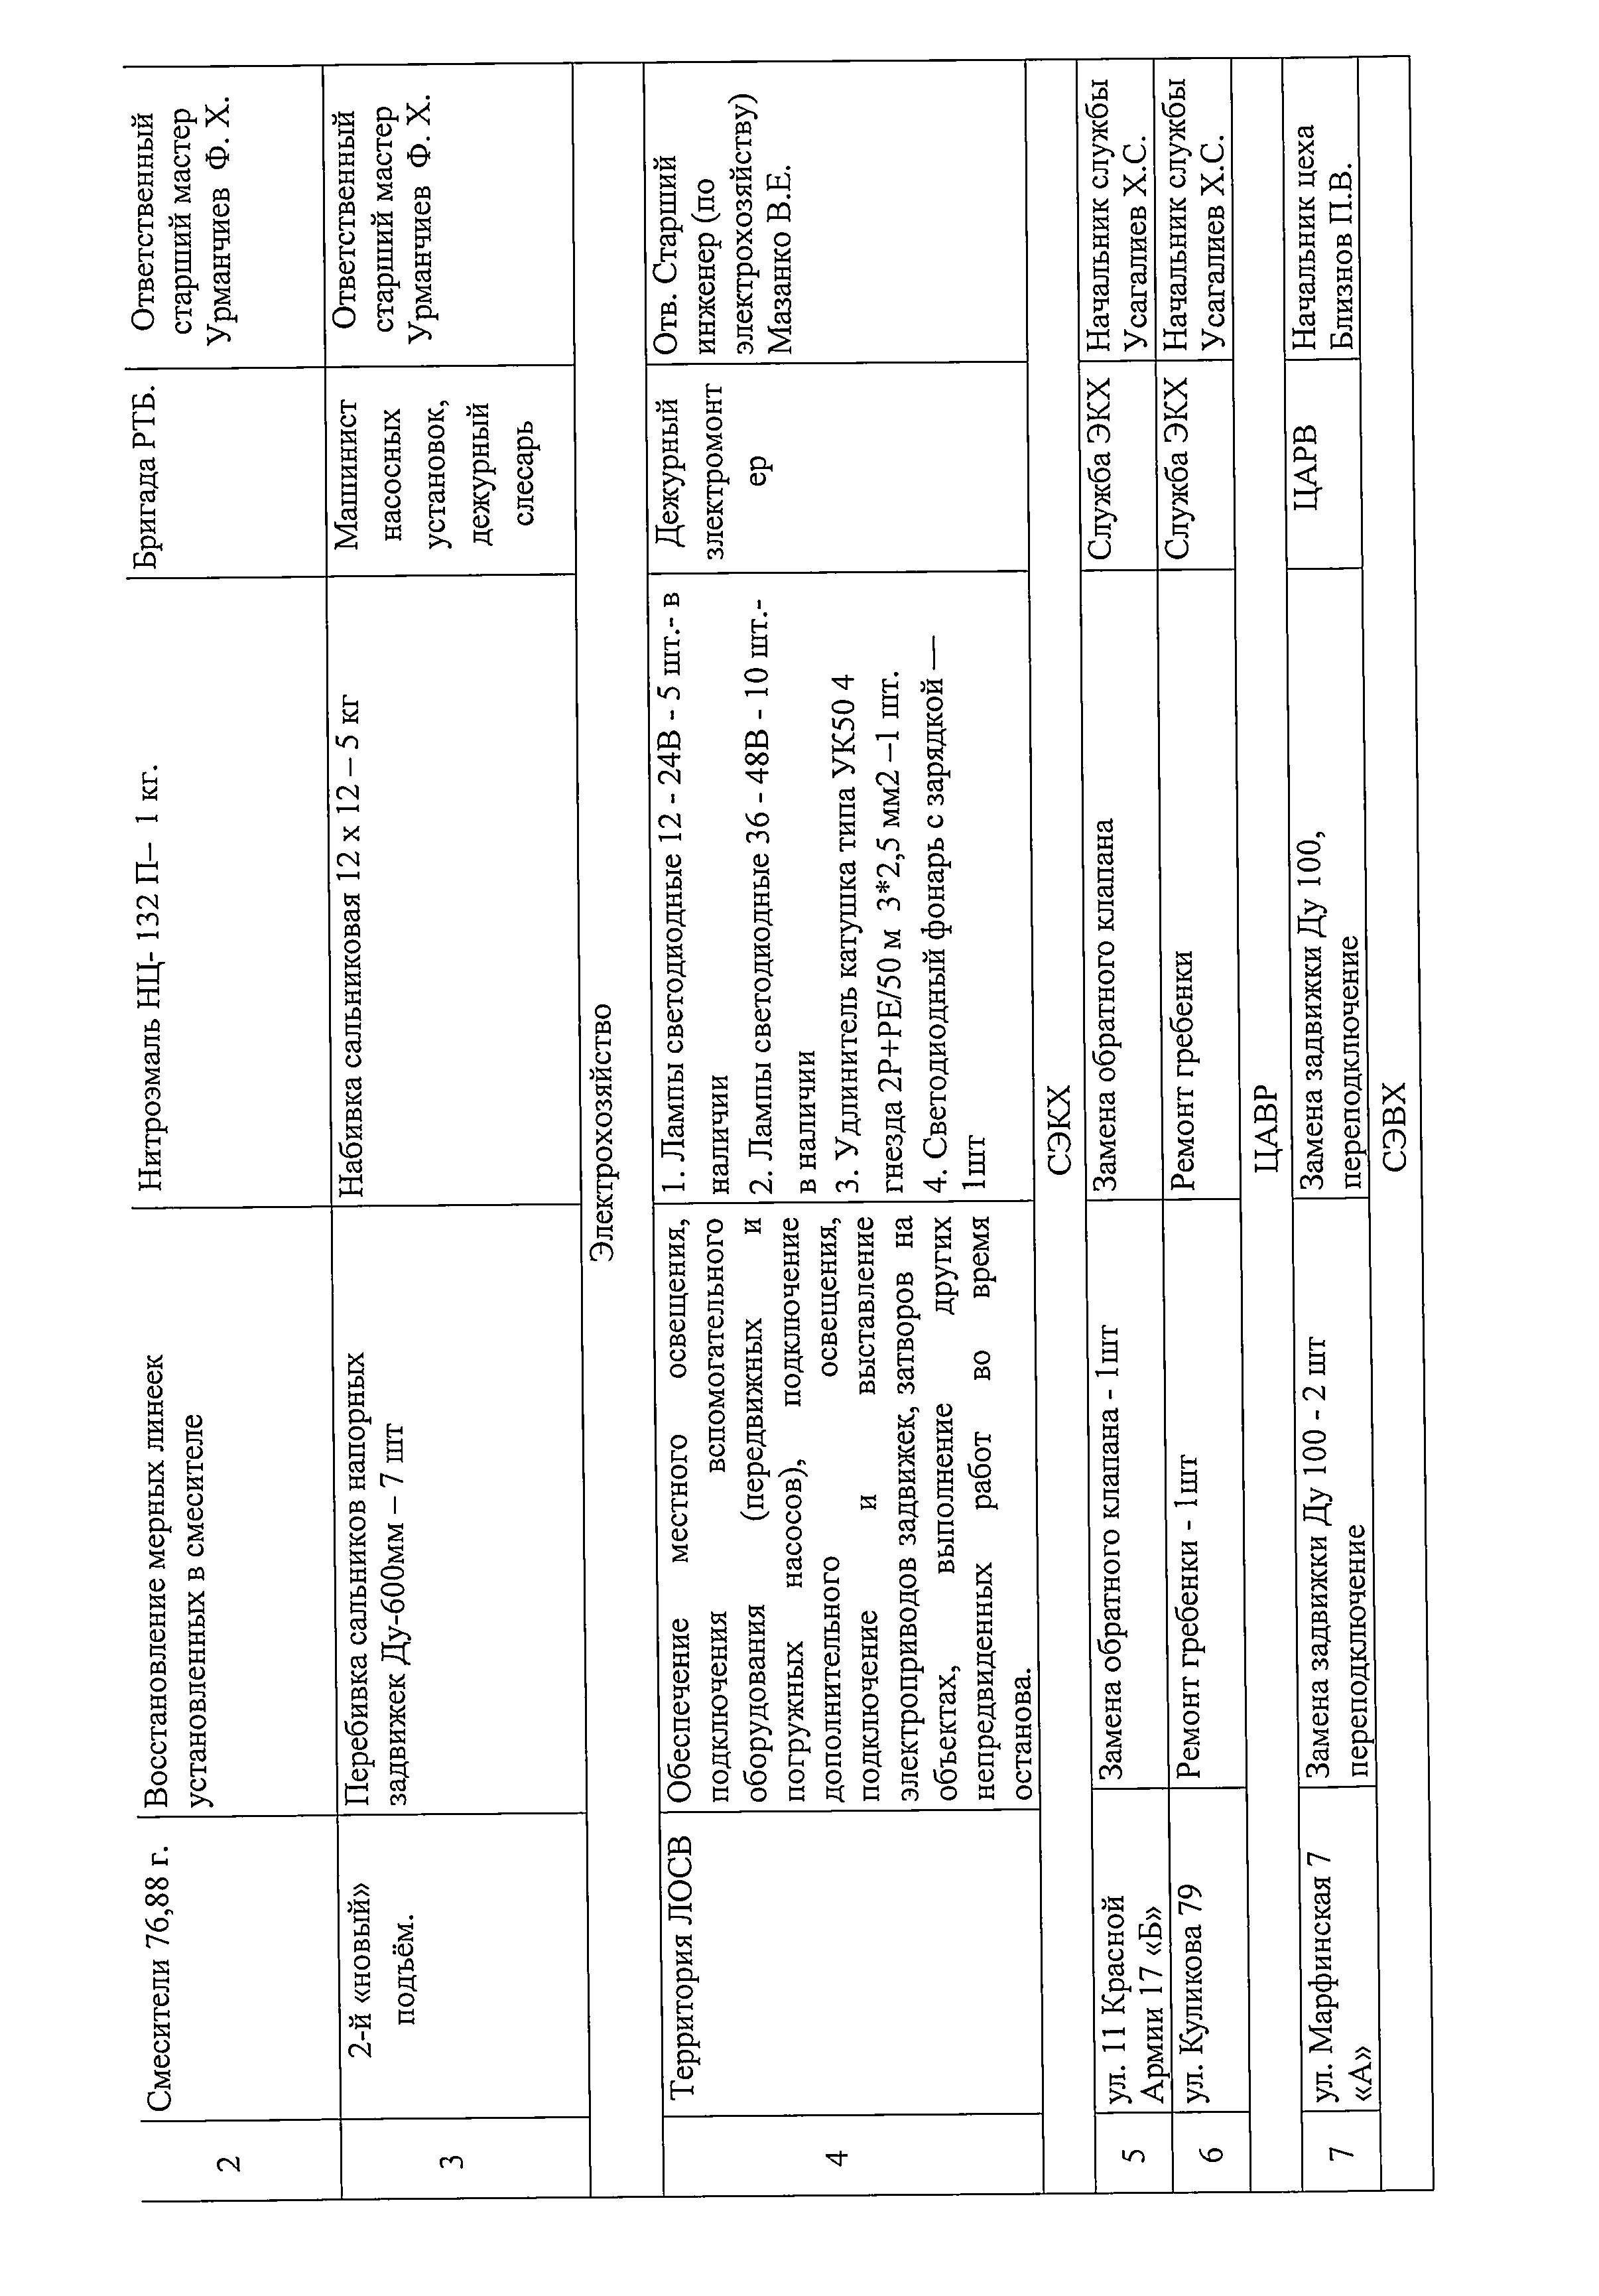 2
Смесители 76,88 г.
Восстановление мерных линеек
установленных в смесителе
Нитроэмаль НЦ- 132 П– 1 кг.
Бригада РТБ.
Ответственный
старший мастер
Урманчиев Ф. Х.
3
2-й «новый»
подъём.
Перебивка сальников напорных
задвижек Ду-600мм – 7 шт
Набивка сальниковая 12 х 12 – 5 кг
Машинист
насосных
установок,
дежурный
слесарь
Ответственный
старший мастер
Урманчиев Ф. Х.
Электрохозяйство
4
Территория ЛОСВ
Обеспечение местного освещения,
подключения вспомогательного
оборудования (передвижных и
погружных насосов), подключение
дополнительного освещения,
подключение и выставление
электроприводов задвижек, затворов на
объектах, выполнение других
непредвиденных работ во время
останова.
1. Лампы светодиодные 12 - 24В - 5 шт.- в
наличии
2. Лампы светодиодные 36 - 48В - 10 шт.-
в наличии
3. Удлинитель катушка типа УК50 4
гнезда 2Р+РЕ/50 м 3*2,5 мм2 –1 шт.
4. Светодиодный фонарь с зарядкой —
1шт
Дежурный
злектромонт
ер
Отв. Старший
инженер (по
электрохозяйству)
Мазанко В.Е.
СЭКХ
5
ул. 11 Красной
Армии 17 «Б»
Замена обратного клапана - 1шт
Замена обратного клапана
Служба ЭКХ
Начальник службы
Усагалиев Х.С.
6
ул. Куликова 79
Ремонт гребенки - 1шт
Ремонт гребенки
Служба ЭКХ
Начальник службы
Усагалиев Х.С.
ЦАВР
7
ул. Марфинская 7
«А»
Замена задвижки Ду 100 - 2 шт
переподключение
Замена задвижки Ду 100,
переподключение
ЦАРВ
Начальник цеха
Близнов П.В.
СЭВХ